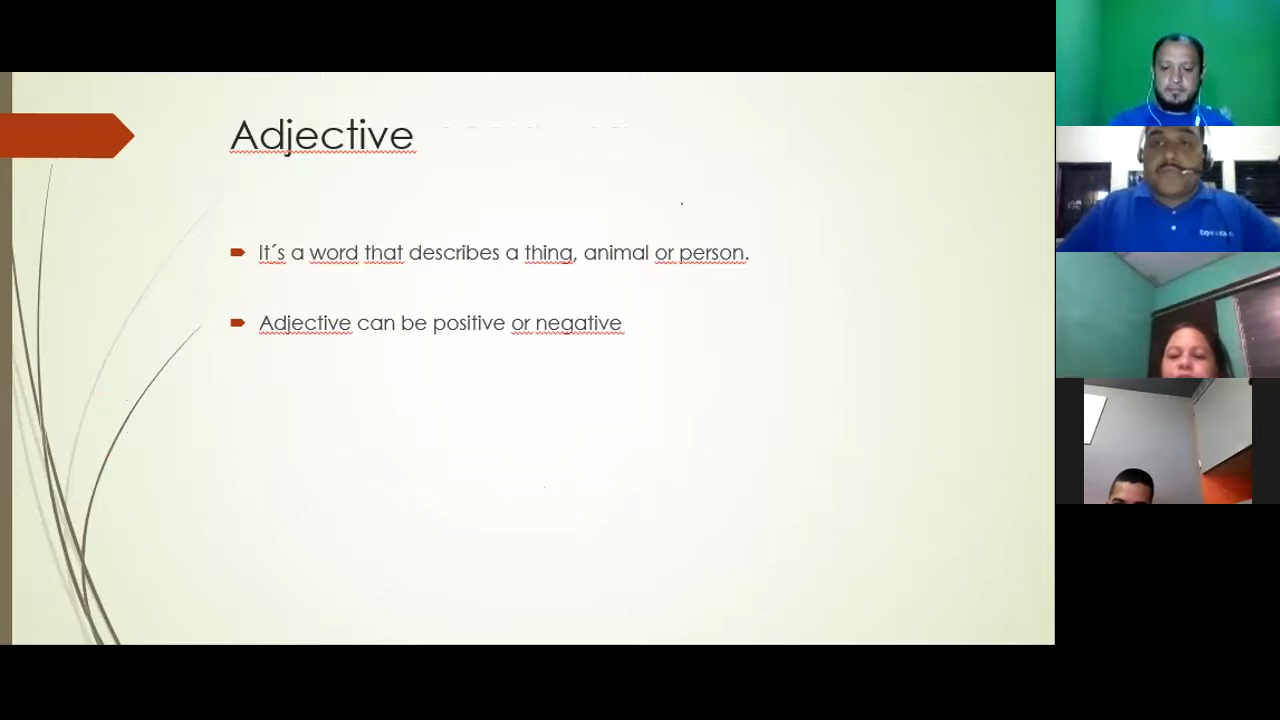 Adjective
It´s a word that describes a thing, animal or person.
Adjective can be positive or negative